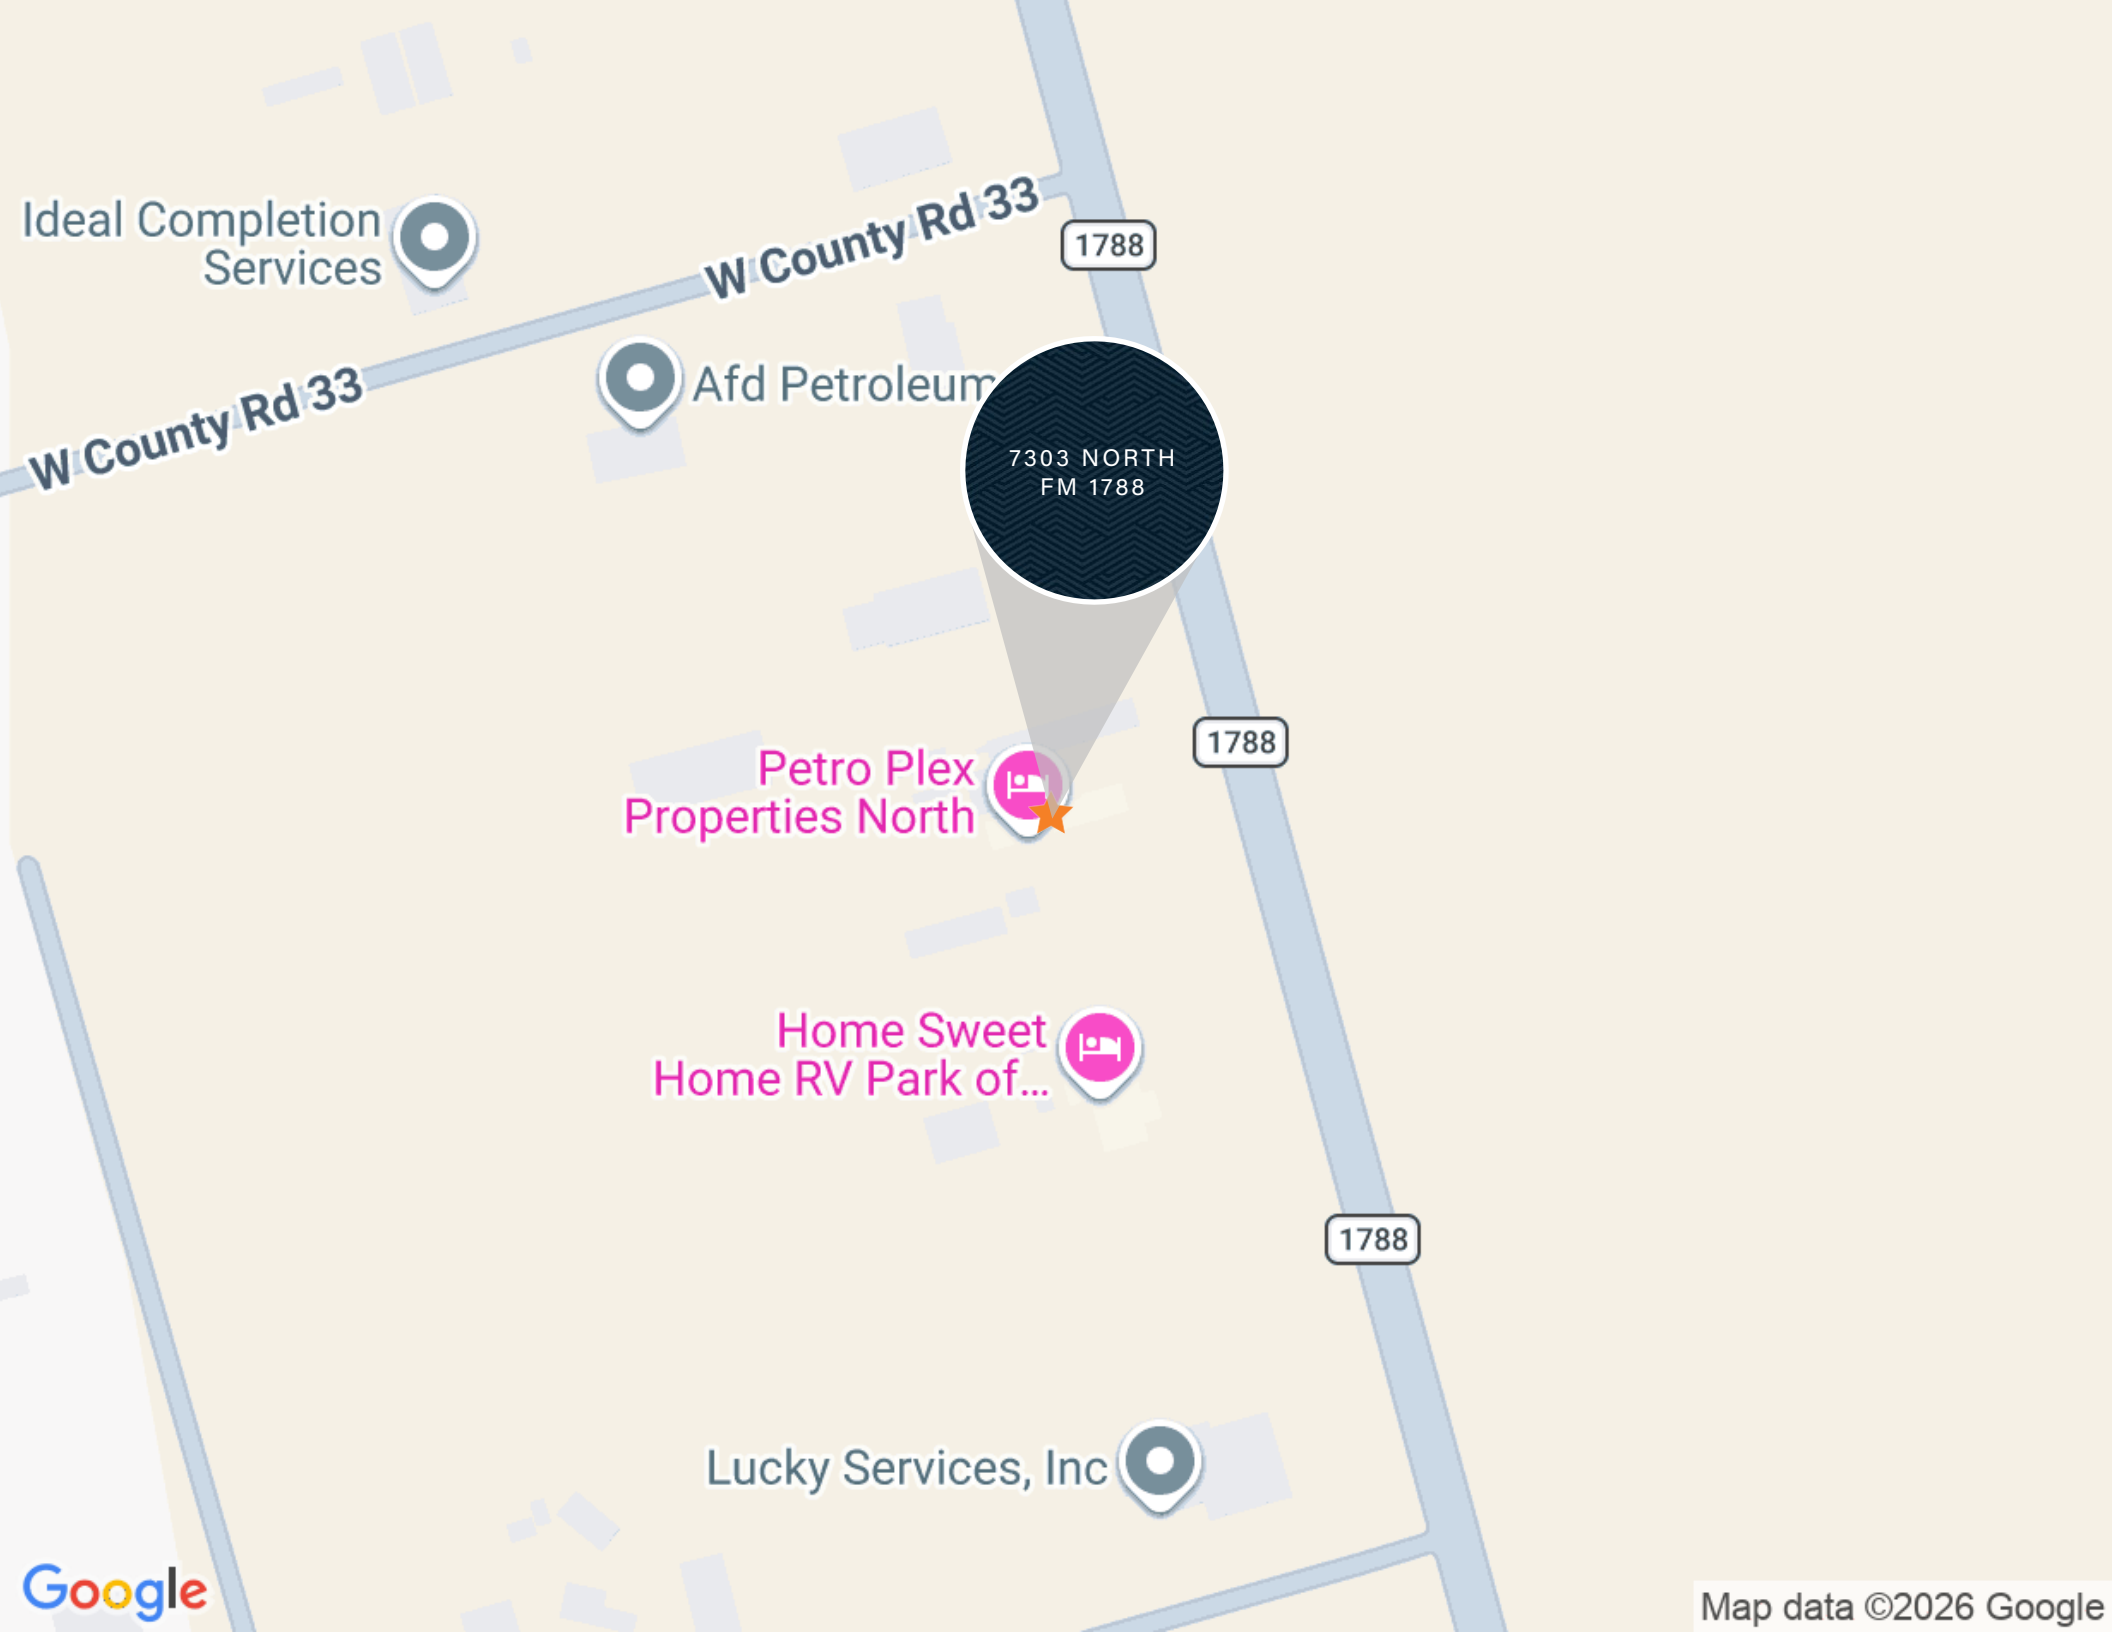 Ideal Completion
Services
W County Rd 33
1788
W County Rd 33
Afd Petroleum
7303 NORTH
FM 1788
1788
Petro Plex
Properties North
Home Sweet
Home RV Park of...
1788
Lucky Services, Inc
Google
Map data ©2026 Google